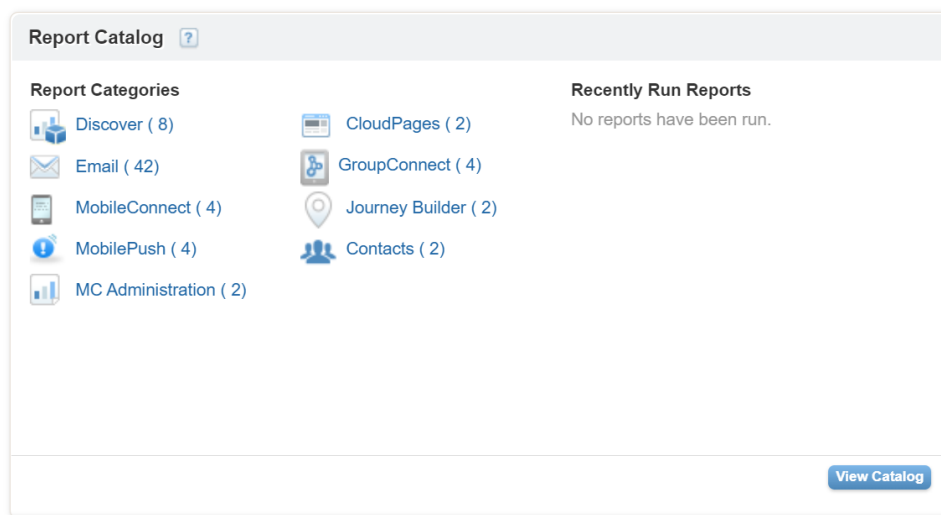 Report Catalog ?
Report Categories
Discover ( 8)
Email ( 42)
MobileConnect ( 4)
MobilePush ( 4)
MC Administration ( 2)
CloudPages ( 2)
GroupConnect ( 4)
Journey Builder ( 2)
Contacts ( 2)
Recently Run Reports
No reports have been run.
View Catalog